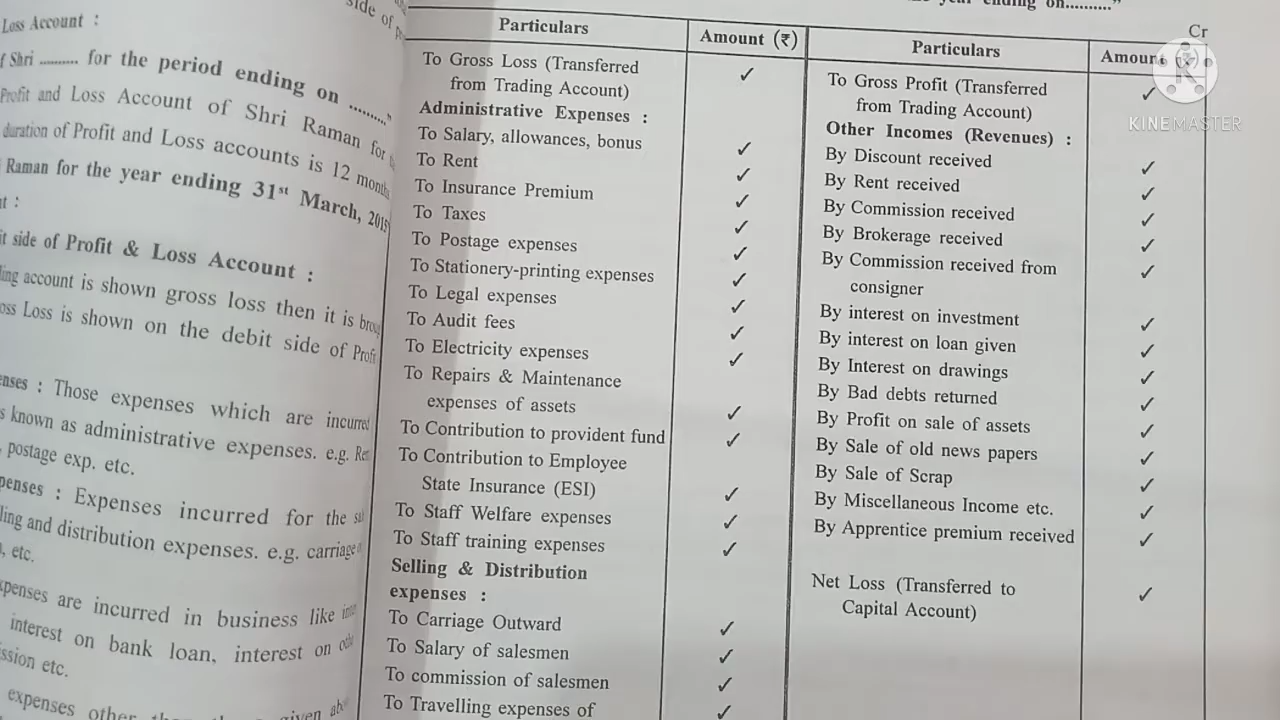 Loss Account :
Shri .......... for the period ending on .........."
Profit and Loss Account of Shri Raman for
duration of Profit and Loss accounts is 12 months
Raman for the year ending 31st March,
side of Profit & Loss Account :
account is shown gross loss then it is
Loss is shown on the debit side of
: Those expenses which are incurred
known as administrative expenses. e.g.
postage exp. etc.
: Expenses incurred for the
and distribution expenses. e.g. carriage
etc.
are incurred in business like
interest on bank loan, interest on
etc.
expenses other
side of
year ending on.........."
Cr
Particulars
Amount (₹)
To Gross Loss (Transferred
from Trading Account)
✓
Administrative Expenses :
To Salary, allowances, bonus ✓
To Rent ✓
To Insurance Premium ✓
To Taxes ✓
To Postage expenses ✓
To Stationery-printing expenses ✓
To Legal expenses ✓
To Audit fees ✓
To Electricity expenses ✓
To Repairs & Maintenance
expenses of assets ✓
To Contribution to provident fund ✓
To Contribution to Employee
State Insurance (ESI) ✓
To Staff Welfare expenses ✓
To Staff training expenses ✓
Selling & Distribution
expenses :
To Carriage Outward ✓
To Salary of salesmen ✓
To commission of salesmen ✓
To Travelling expenses of ✓
Particulars
To Gross Profit (Transferred
from Trading Account)
✓
Other Incomes (Revenues) :
By Discount received ✓
By Rent received ✓
By Commission received ✓
By Brokerage received ✓
By Commission received from ✓
consigner
By interest on investment ✓
By interest on loan given ✓
By Interest on drawings ✓
By Bad debts returned ✓
By Profit on sale of assets ✓
By Sale of old news papers ✓
By Sale of Scrap ✓
By Miscellaneous Income etc. ✓
By Apprentice premium received ✓
Net Loss (Transferred to ✓
Capital Account)
K
KINEMASTER